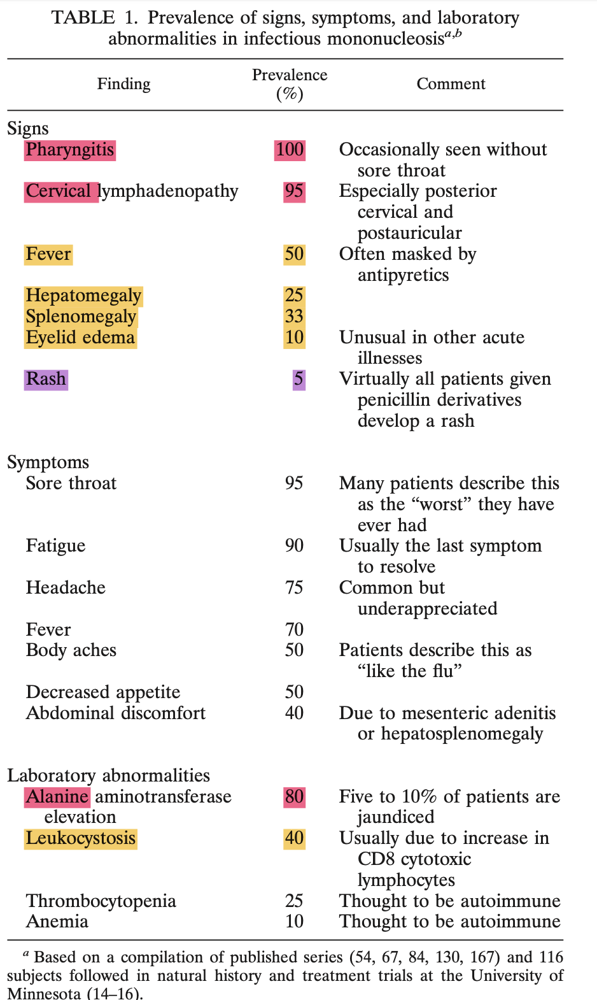 TABLE 1. Prevalence of signs, symptoms, and laboratory
abnormalities in infectious mononucleosis a,b
Finding Prevalence (%) Comment
Signs
Pharyngitis 100 Occasionally seen without
sore throat
Cervical lymphadenopathy 95 Especially posterior
cervical and
postauricular
Fever 50 Often masked by
antipyretics
Hepatomegaly 25
Splenomegaly 33
Eyelid edema 10 Unusual in other acute
illnesses
Rash 5 Virtually all patients given
penicillin derivatives
develop a rash
Symptoms
Sore throat 95 Many patients describe this
as the “worst” they have
ever had
Fatigue 90 Usually the last symptom
to resolve
Headache 75 Common but
underappreciated
Fever 70
Body aches 50 Patients describe this as
“like the flu”
Decreased appetite 50
Abdominal discomfort 40 Due to mesenteric adenitis
or hepatosplenomegaly
Laboratory abnormalities
Alanine aminotransferase 80 Five to 10% of patients are
elevation jaundiced
Leukocystosis 40 Usually due to increase in
CD8 cytotoxic
lymphocytes
Thrombocytopenia 25 Thought to be autoimmune
Anemia 10 Thought to be autoimmune
a Based on a compilation of published series (54, 67, 84, 130, 167) and 116
subjects followed in natural history and treatment trials at the University of
Minnesota (14–16).